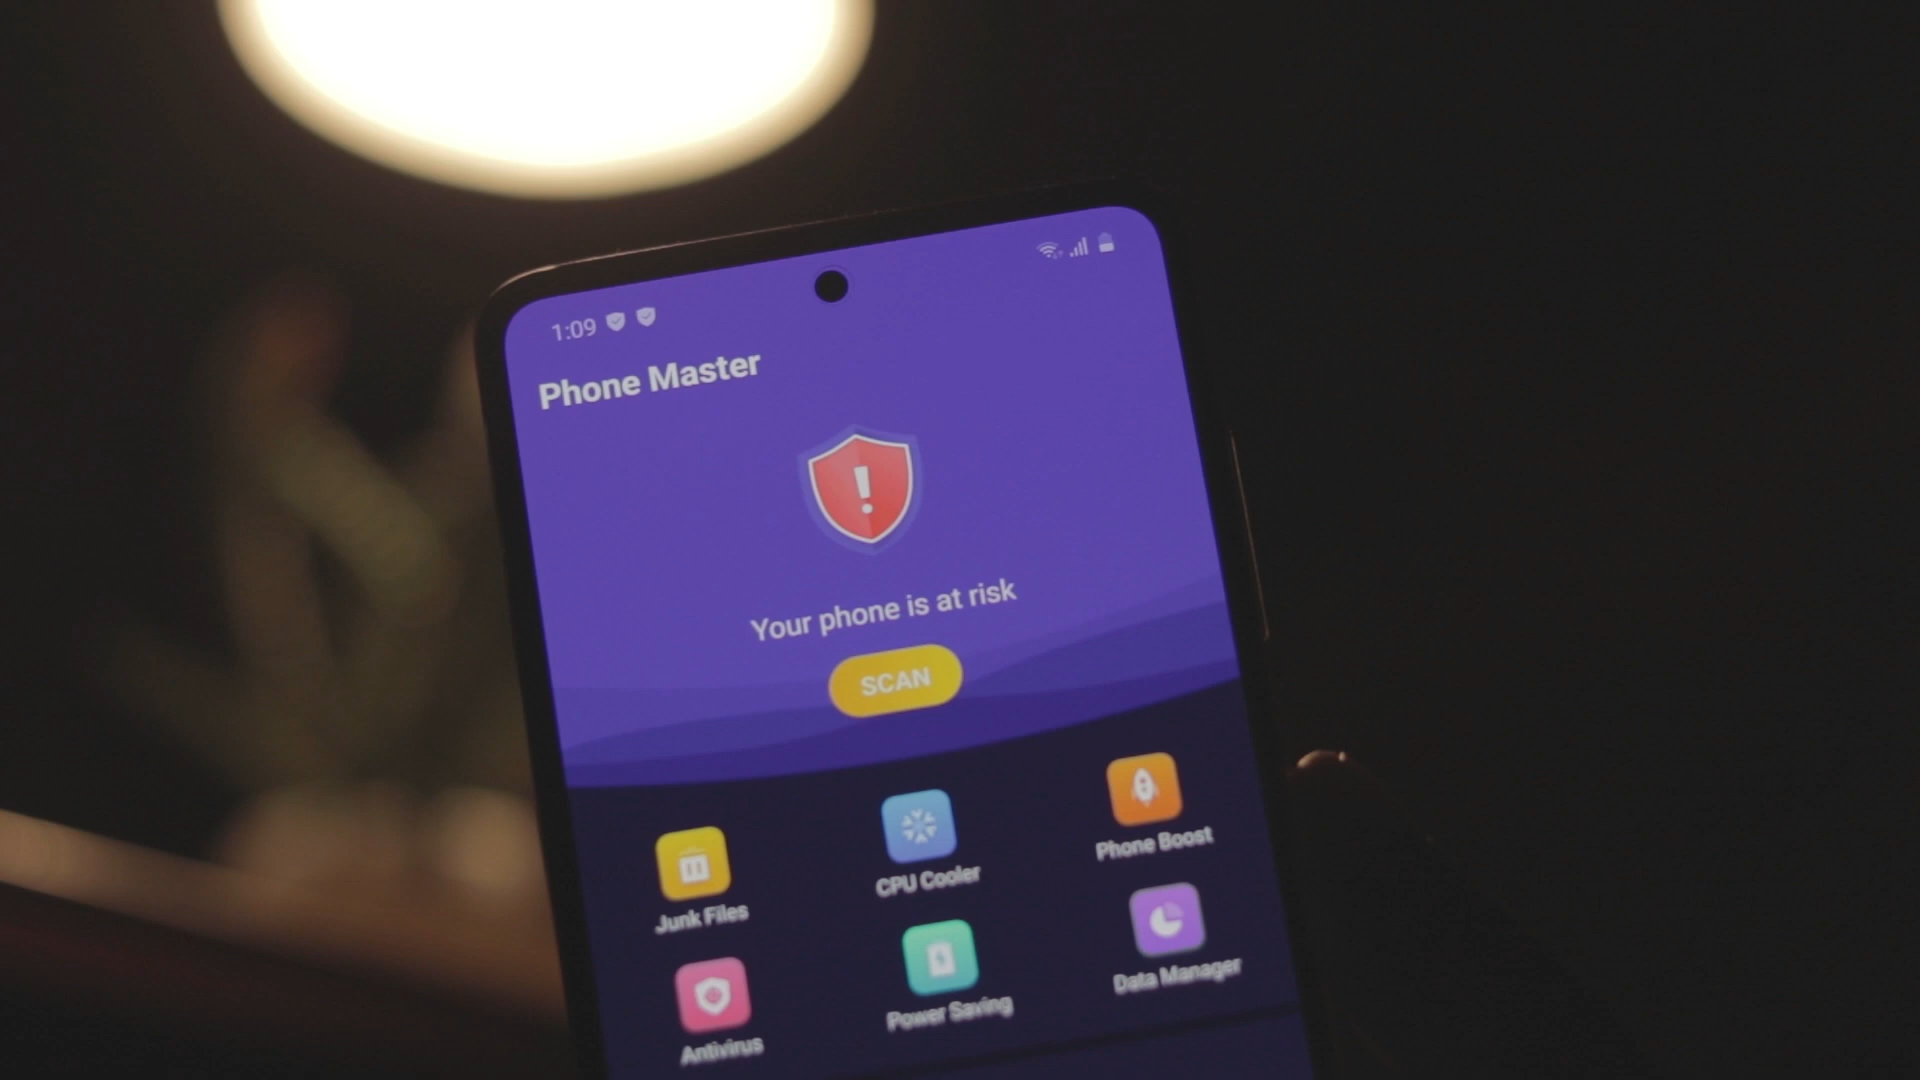 1:09
Phone Master
Your phone is at risk
SCAN
Junk Files
CPU Cooler
Phone Boost
Antivirus
Power Saving
Data Manager